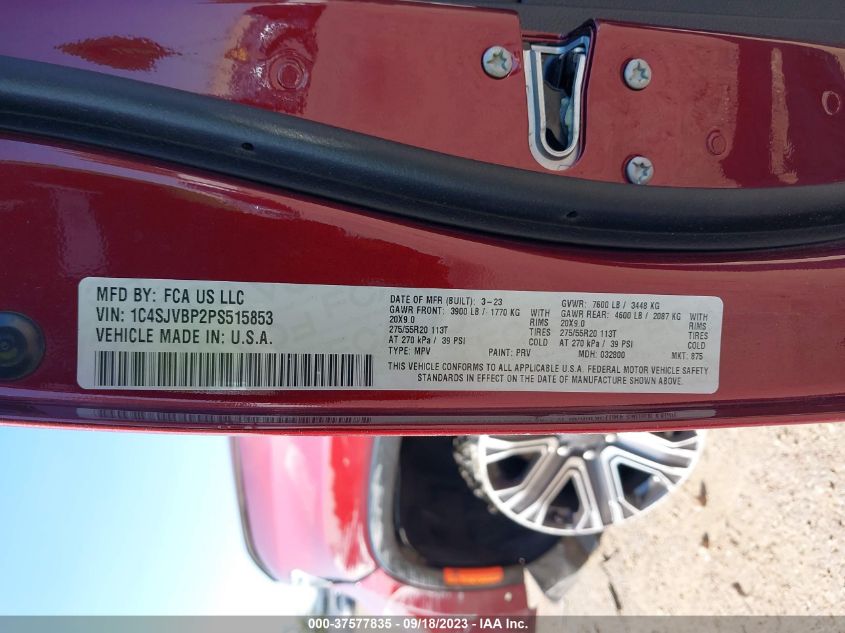 MFD BY: FCA US LLC
VIN: 1C4SJVBP2PS515853
VEHICLE MADE IN: U.S.A.
DATE OF MFR (BUILT): 3-23
GAWR FRONT: 3900 LB / 1770 KG WITH
20X9.0 RIMS
275/55R20 113T TIRES
AT 270 kPa / 39 PSI COLD
TYPE: MPV PAINT: PRV
GVWR: 7600 LB / 3448 KG
GAWR REAR: 4600 LB / 2087 KG WITH
20X9.0 RIMS
275/55R20 113T TIRES
AT 270 kPa / 39 PSI COLD
MDH: 032800 MKT: 875
THIS VEHICLE CONFORMS TO ALL APPLICABLE U.S.A. FEDERAL MOTOR VEHICLE SAFETY
STANDARDS IN EFFECT ON THE DATE OF MANUFACTURE SHOWN ABOVE.
000-37577835 - 09/18/2023 - IAA Inc.